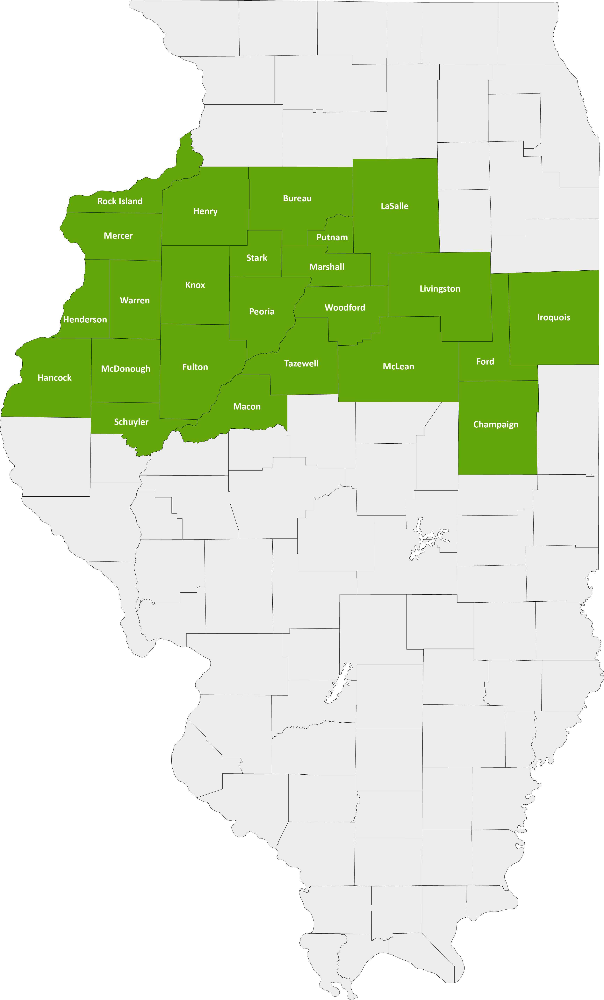 Rock Island
Bureau
LaSalle
Henry
Mercer
Putnam
Stark
Marshall
Knox
Livingston
Warren
Woodford
Peoria
Iroquois
Henderson
Ford
Tazewell
McLean
Fulton
McDonough
Hancock
Macon
Schuyler
Champaign